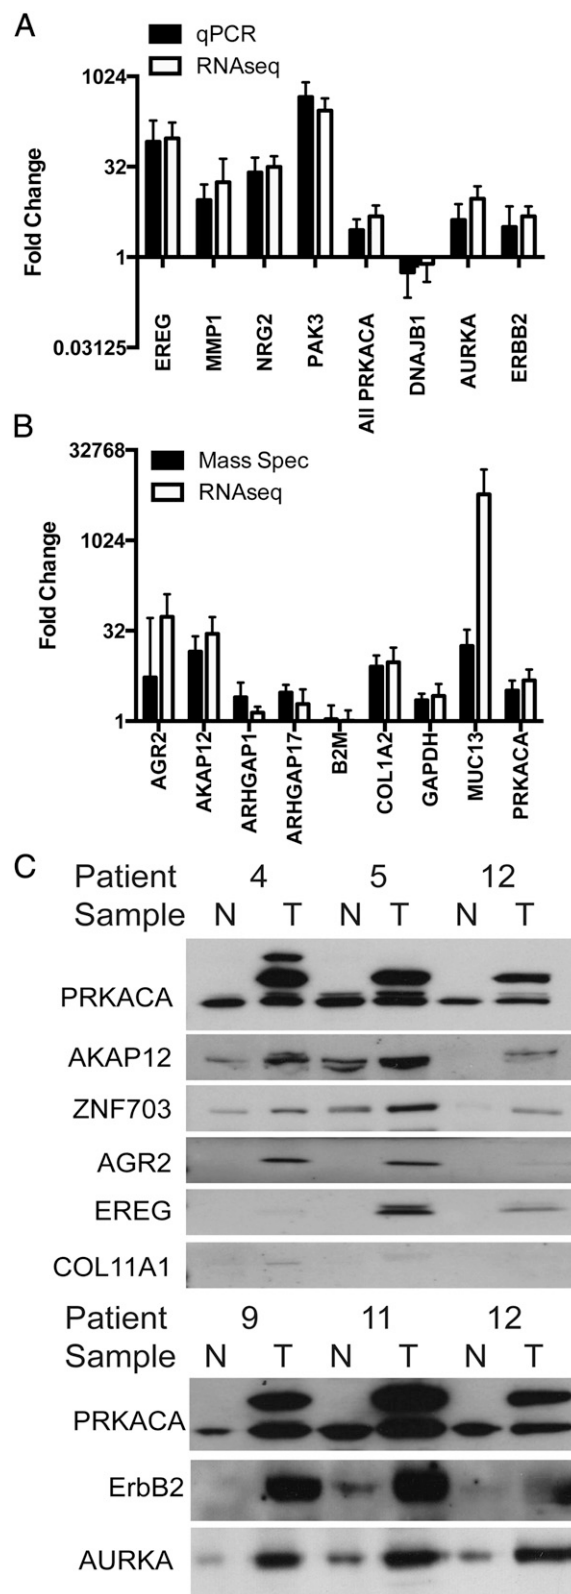 A
qPCR
RNAseq
1024
32
1
0.03125
Fold Change
EREG
MMP1
NRG2
PAK3
All PRKACA
DNAJB1
AURKA
ERBB2
B
Mass Spec
RNAseq
32768
1024
32
1
Fold Change
AGR2
AKAP12
ARHGAP1
ARHGAP17
B2M
COL1A2
GAPDH
MUC13
PRKACA
C
Patient 4 5 12
Sample N T N T N T
PRKACA
AKAP12
ZNF703
AGR2
EREG
COL11A1
Patient 9 11 12
Sample N T N T N T
PRKACA
ErbB2
AURKA